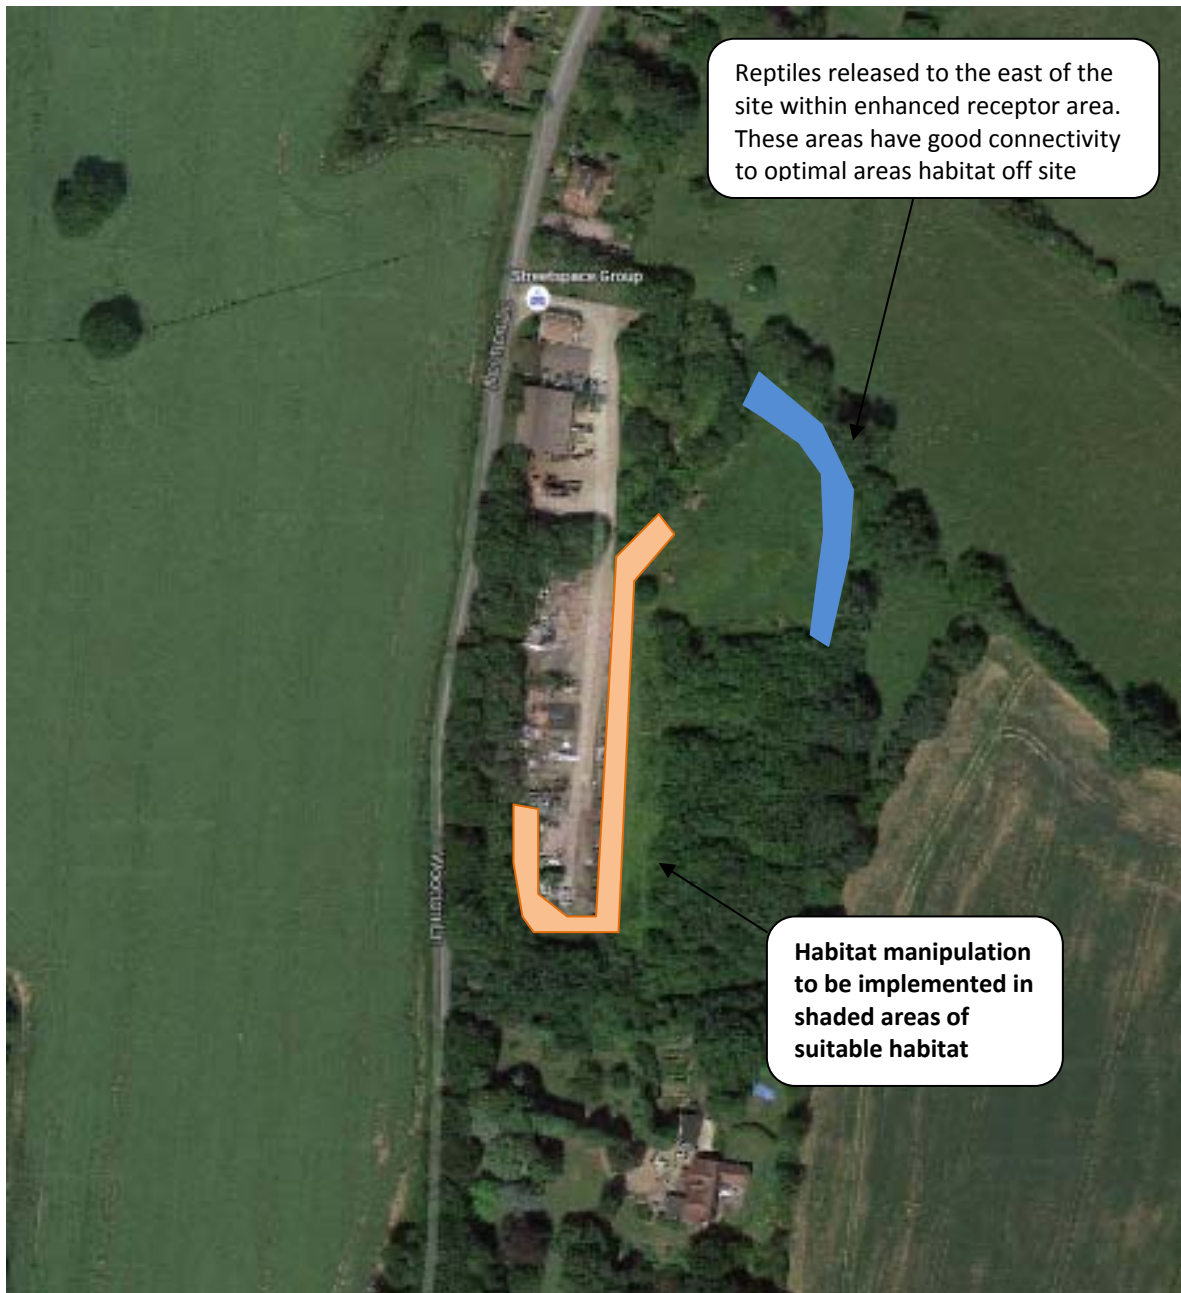 Reptiles released to the east of the
site within enhanced receptor area.
These areas have good connectivity
to optimal areas habitat off site
Streetspace Group
Habitat manipulation
to be implemented in
shaded areas of
suitable habitat